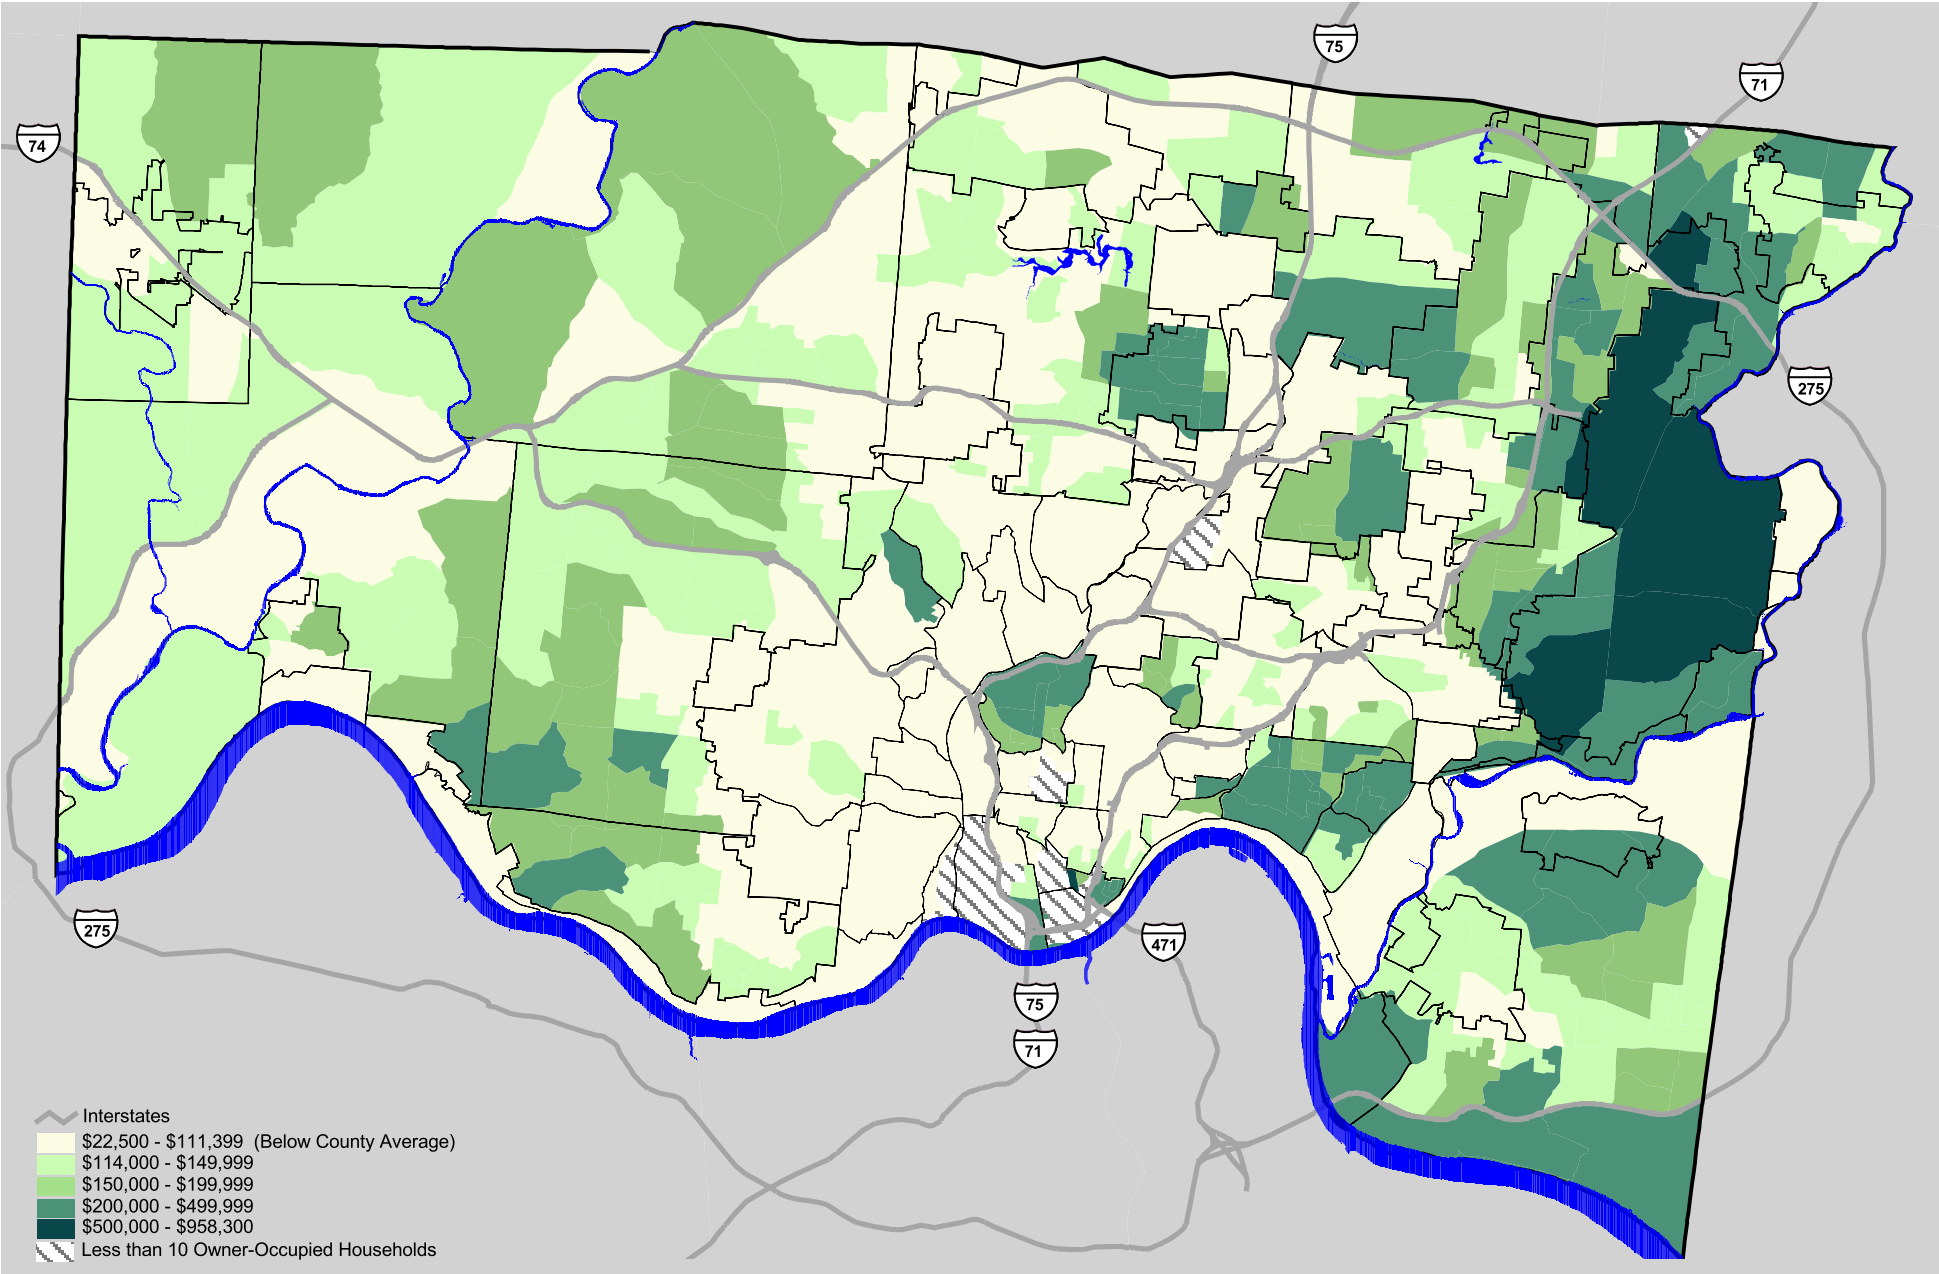 75
71
74
275
275
471
75
71
Interstates
$22,500 - $111,399 (Below County Average)
$114,000 - $149,999
$150,000 - $199,999
$200,000 - $499,999
$500,000 - $958,300
Less than 10 Owner-Occupied Households